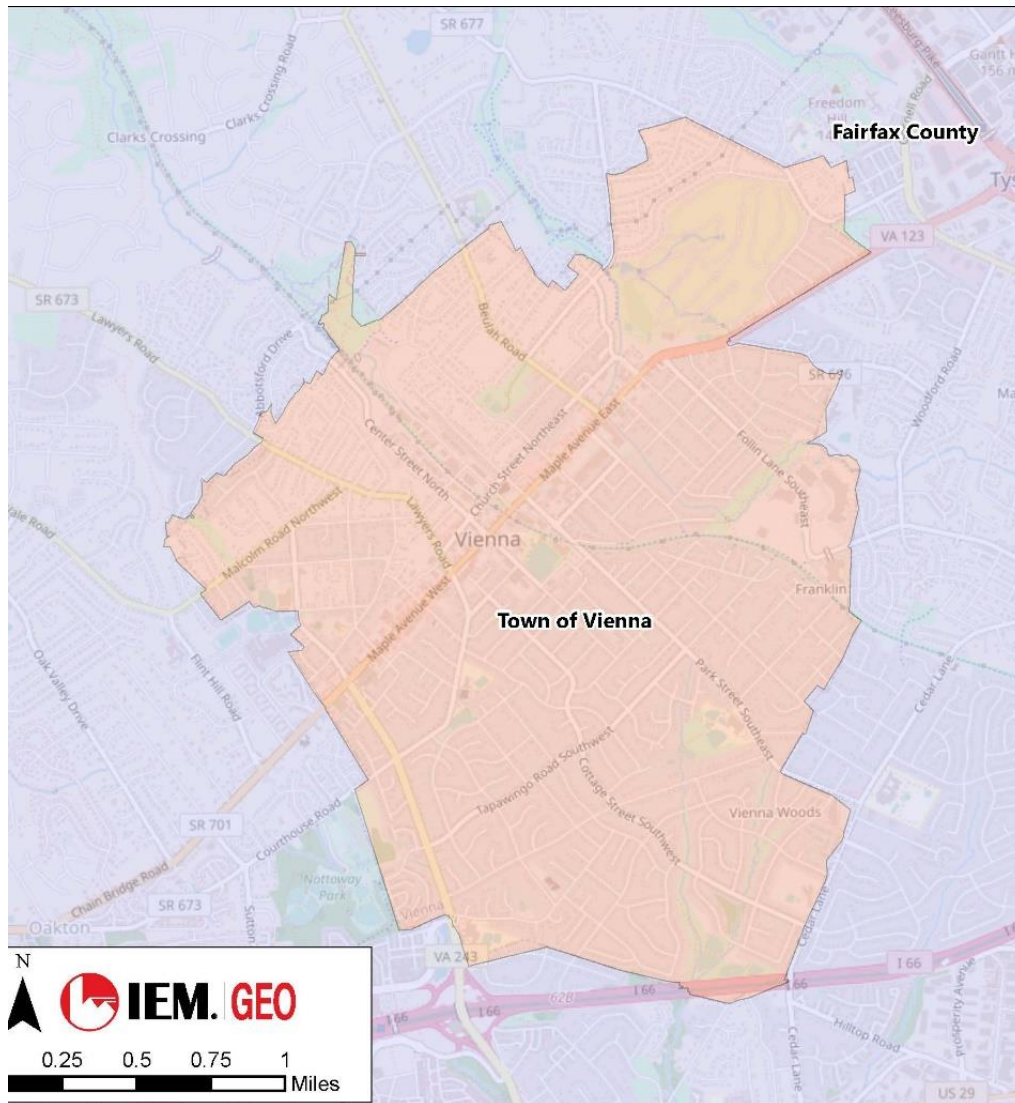 SR 677
Clarks Crossing Road
Clarks Crossing
Freedom
Hill
Fairfax County
VA 123
SR 673
Lawyers Road
Beulah Road
Abbotsford Drive
Center Street North
Church Street Northeast
Maple Avenue East
Woodford Road
Follin Lane Southeast
Malcolm Road Northwest
Lawyers Road
Vienna
Franklin
Maple Avenue West
Town of Vienna
Oak Valley Drive
Flint Hill Road
Park Street Southeast
Cedar Lane
Tapawingo Road Southwest
Cottage Street Southwest
Vienna Woods
SR 701
Courthouse Road
Nottoway
Park
Chain Bridge Road
SR 673
Sutton
Oakton
Vienna
Cedar Lane
VA 243
I 66
I 66
I 66
I 66
62B
Hilltop Road
Prosperity Avenue
Cedar Lane
US 29
N
IEM. GEO
0.25 0.5 0.75 1
Miles